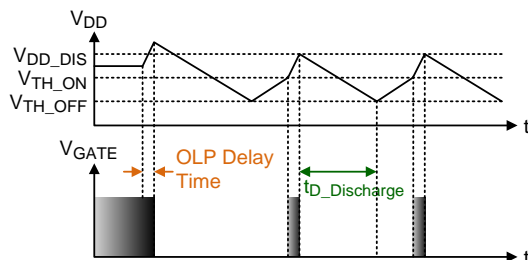 VDD
VDD_DIS
VTH_ON
VTH_OFF
t
VGATE
OLP Delay
Time
tD_Discharge
t